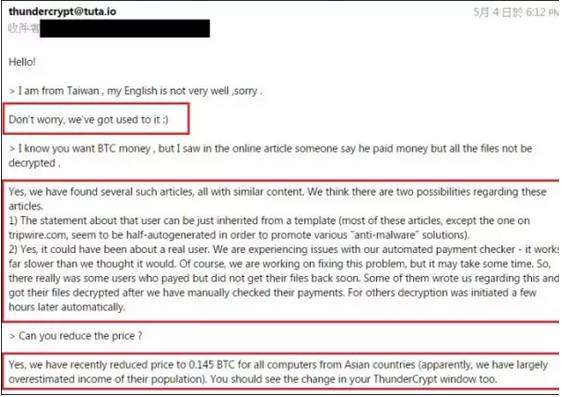 thundercrypt@tuta.io
5月 4 日於 6:12 PM
收件者
Hello!
> I am from Taiwan , my English is not very well ,sorry .
Don't worry, we've got used to it :)
> I know you want BTC money , but I saw in the online article someone say he paid money but all the files not be
decrypted .
Yes, we have found several such articles, all with similar content. We think there are two possibilities regarding these
articles.
1) The statement about that user can be just inherited from a template (most of these articles, except the one on
tripwire.com, seem to be half-autogenerated in order to promote various "anti-malware" solutions).
2) Yes, it could have been about a real user. We are experiencing issues with our automated payment checker - it works
far slower than we thought it would. Of course, we are working on fixing this problem, but it may take some time. So,
there really was some users who payed but did not get their files back soon. Some of them wrote us regarding this and
got their files decrypted after we have manually checked their payments. For others decryption was initiated a few
hours later automatically.
> Can you reduce the price ?
Yes, we have recently reduced price to 0.145 BTC for all computers from Asian countries (apparently, we have largely
overestimated income of their population). You should see the change in your ThunderCrypt window too.